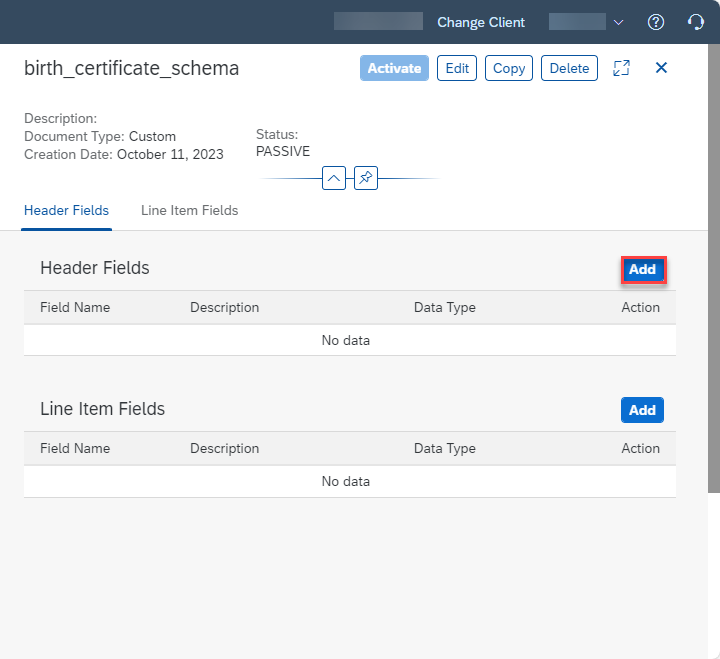 Change Client
birth_certificate_schema
Activate Edit Copy Delete
Description:
Document Type: Custom
Creation Date: October 11, 2023
Status:
PASSIVE
Header Fields Line Item Fields
Header Fields Add
Field Name Description Data Type Action
No data
Line Item Fields Add
Field Name Description Data Type Action
No data